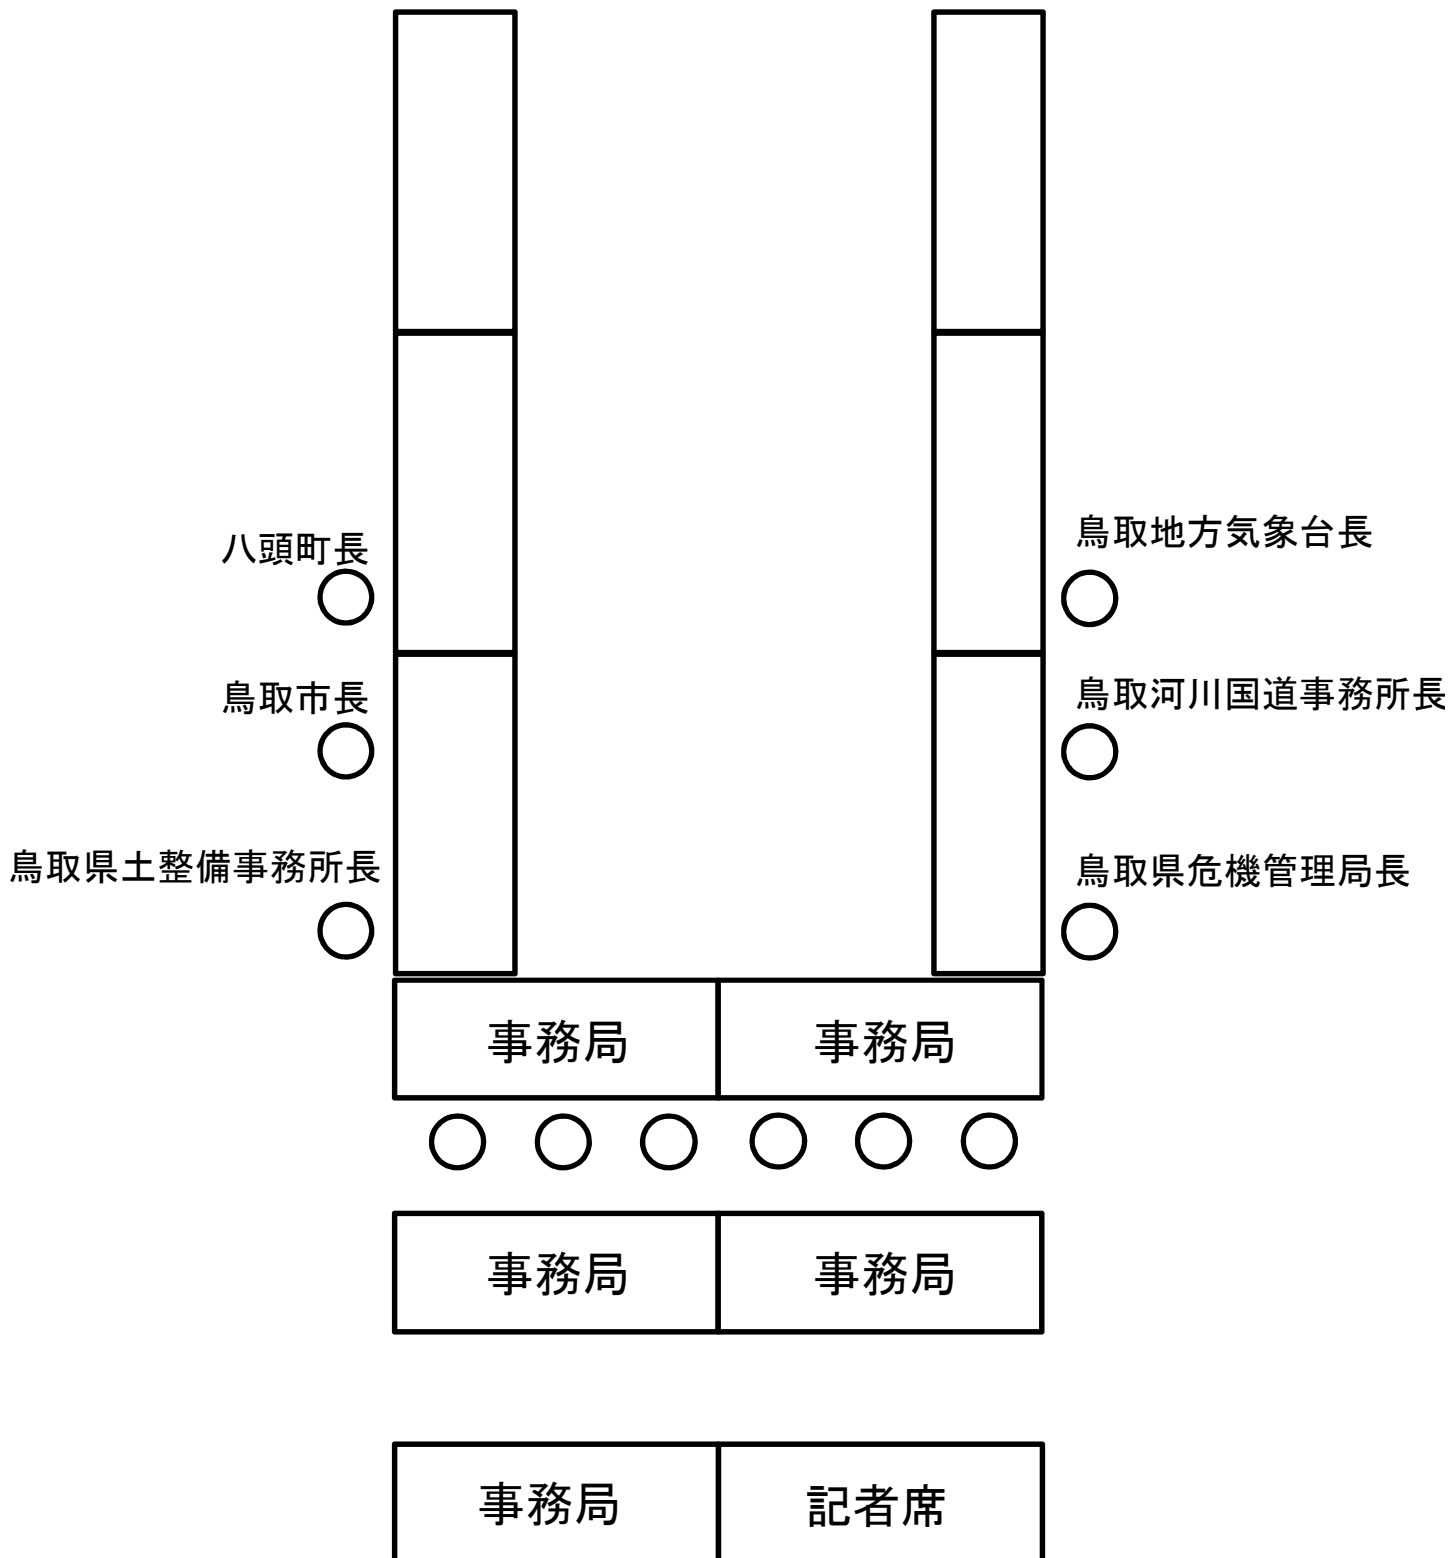 八頭町長
鳥取地方気象台長
鳥取市長
鳥取河川国道事務所長
鳥取県土整備事務所長
鳥取県危機管理局長
事務局
事務局
事務局
事務局
事務局
記者席